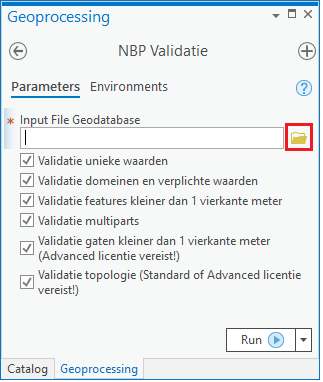 Geoprocessing
NBP Validatie
Parameters Environments
?
* Input File Geodatabase
Validatie unieke waarden
Validatie domeinen en verplichte waarden
Validatie features kleiner dan 1 vierkante meter
Validatie multiparts
Validatie gaten kleiner dan 1 vierkante meter
(Advanced licentie vereist!)
Validatie topologie (Standard of Advanced licentie
vereist!)
Run
Catalog Geoprocessing